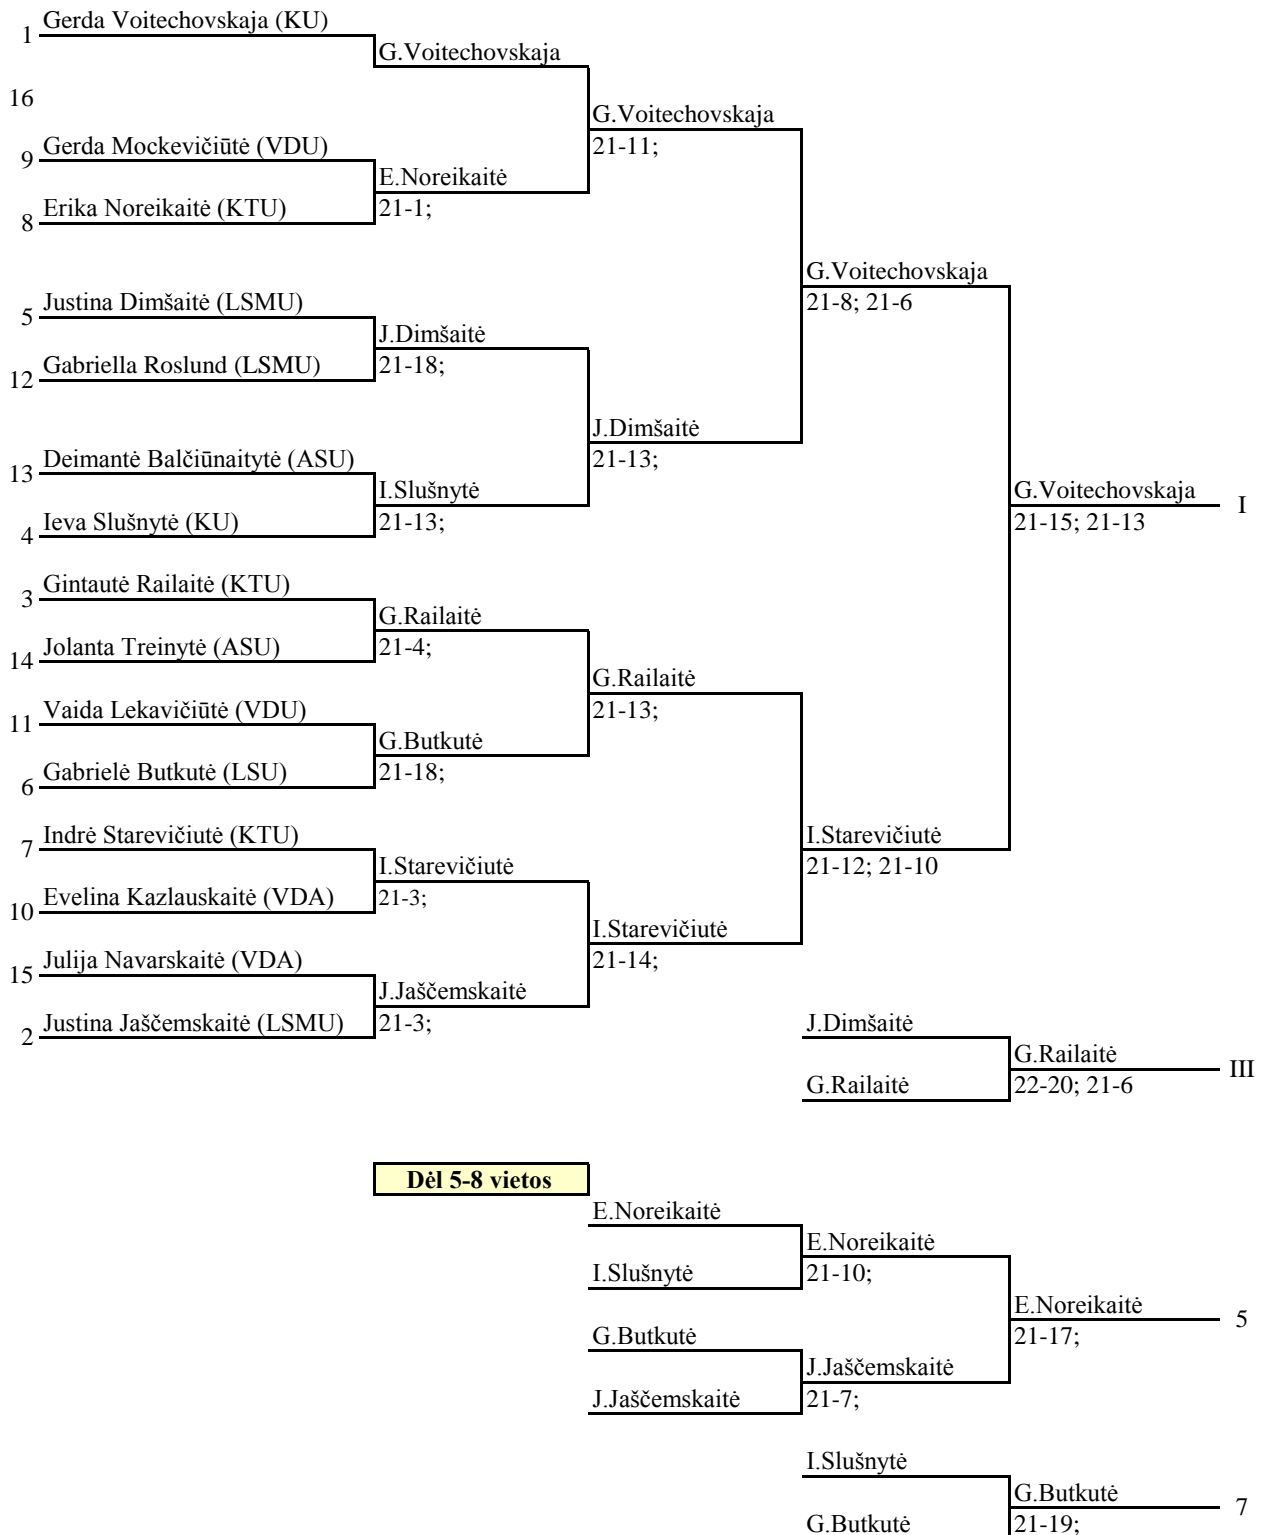 Gerda Voitechovskaja (KU)
1
G.Voitechovskaja
16
G.Voitechovskaja
21-11;
Gerda Mockevičiūtė (VDU)
9
E.Noreikaitė
21-1;
Erika Noreikaitė (KTU)
8
G.Voitechovskaja
21-8; 21-6
Justina Dimšaitė (LSMU)
5
J.Dimšaitė
21-18;
Gabriella Roslund (LSMU)
12
J.Dimšaitė
21-13;
Deimantė Balčiūnaitytė (ASU)
13
I.Slušnytė
21-13;
Ieva Slušnytė (KU)
4
G.Voitechovskaja
I
21-15; 21-13
Gintautė Railaitė (KTU)
3
G.Railaitė
21-4;
Jolanta Treinytė (ASU)
14
G.Railaitė
21-13;
Vaida Lekavičiūtė (VDU)
11
G.Butkutė
21-18;
Gabrielė Butkutė (LSU)
6
Indrė Starevičiutė (KTU)
7
I.Starevičiutė
21-12; 21-10
I.Starevičiutė
21-3;
Evelina Kazlauskaitė (VDA)
10
I.Starevičiutė
21-14;
Julija Navarskaitė (VDA)
15
J.Jaščemskaitė
21-3;
Justina Jaščemskaitė (LSMU)
2
J.Dimšaitė
G.Railaitė
III
22-20; 21-6
G.Railaitė
Dėl 5-8 vietos
E.Noreikaitė
E.Noreikaitė
21-10;
I.Slušnytė
E.Noreikaitė
5
21-17;
G.Butkutė
J.Jaščemskaitė
21-7;
J.Jaščemskaitė
I.Slušnytė
G.Butkutė
7
21-19;
G.Butkutė